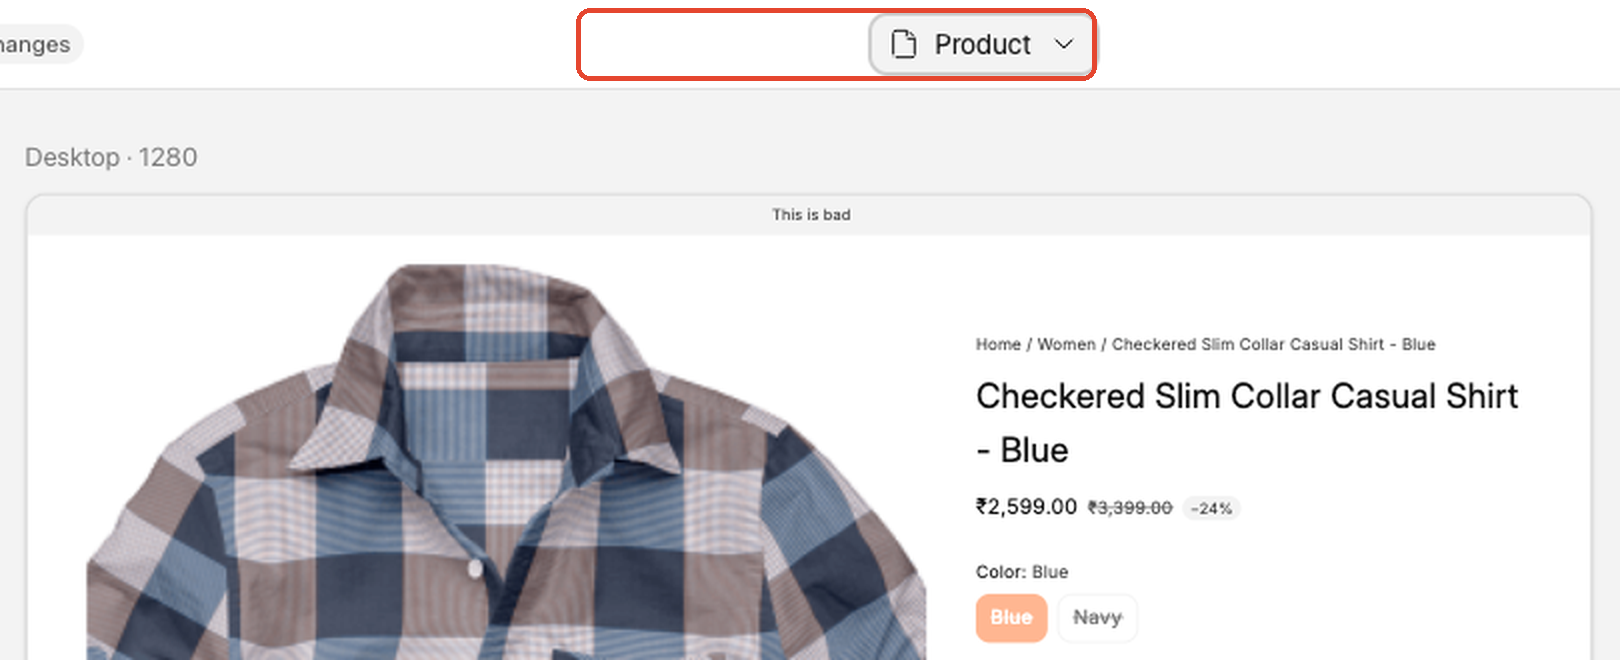 hanges
Product
Desktop · 1280
This is bad
Home / Women / Checkered Slim Collar Casual Shirt - Blue
Checkered Slim Collar Casual Shirt
- Blue
₹2,599.00 ₹3,399.00 -24%
Color: Blue
Blue Navy